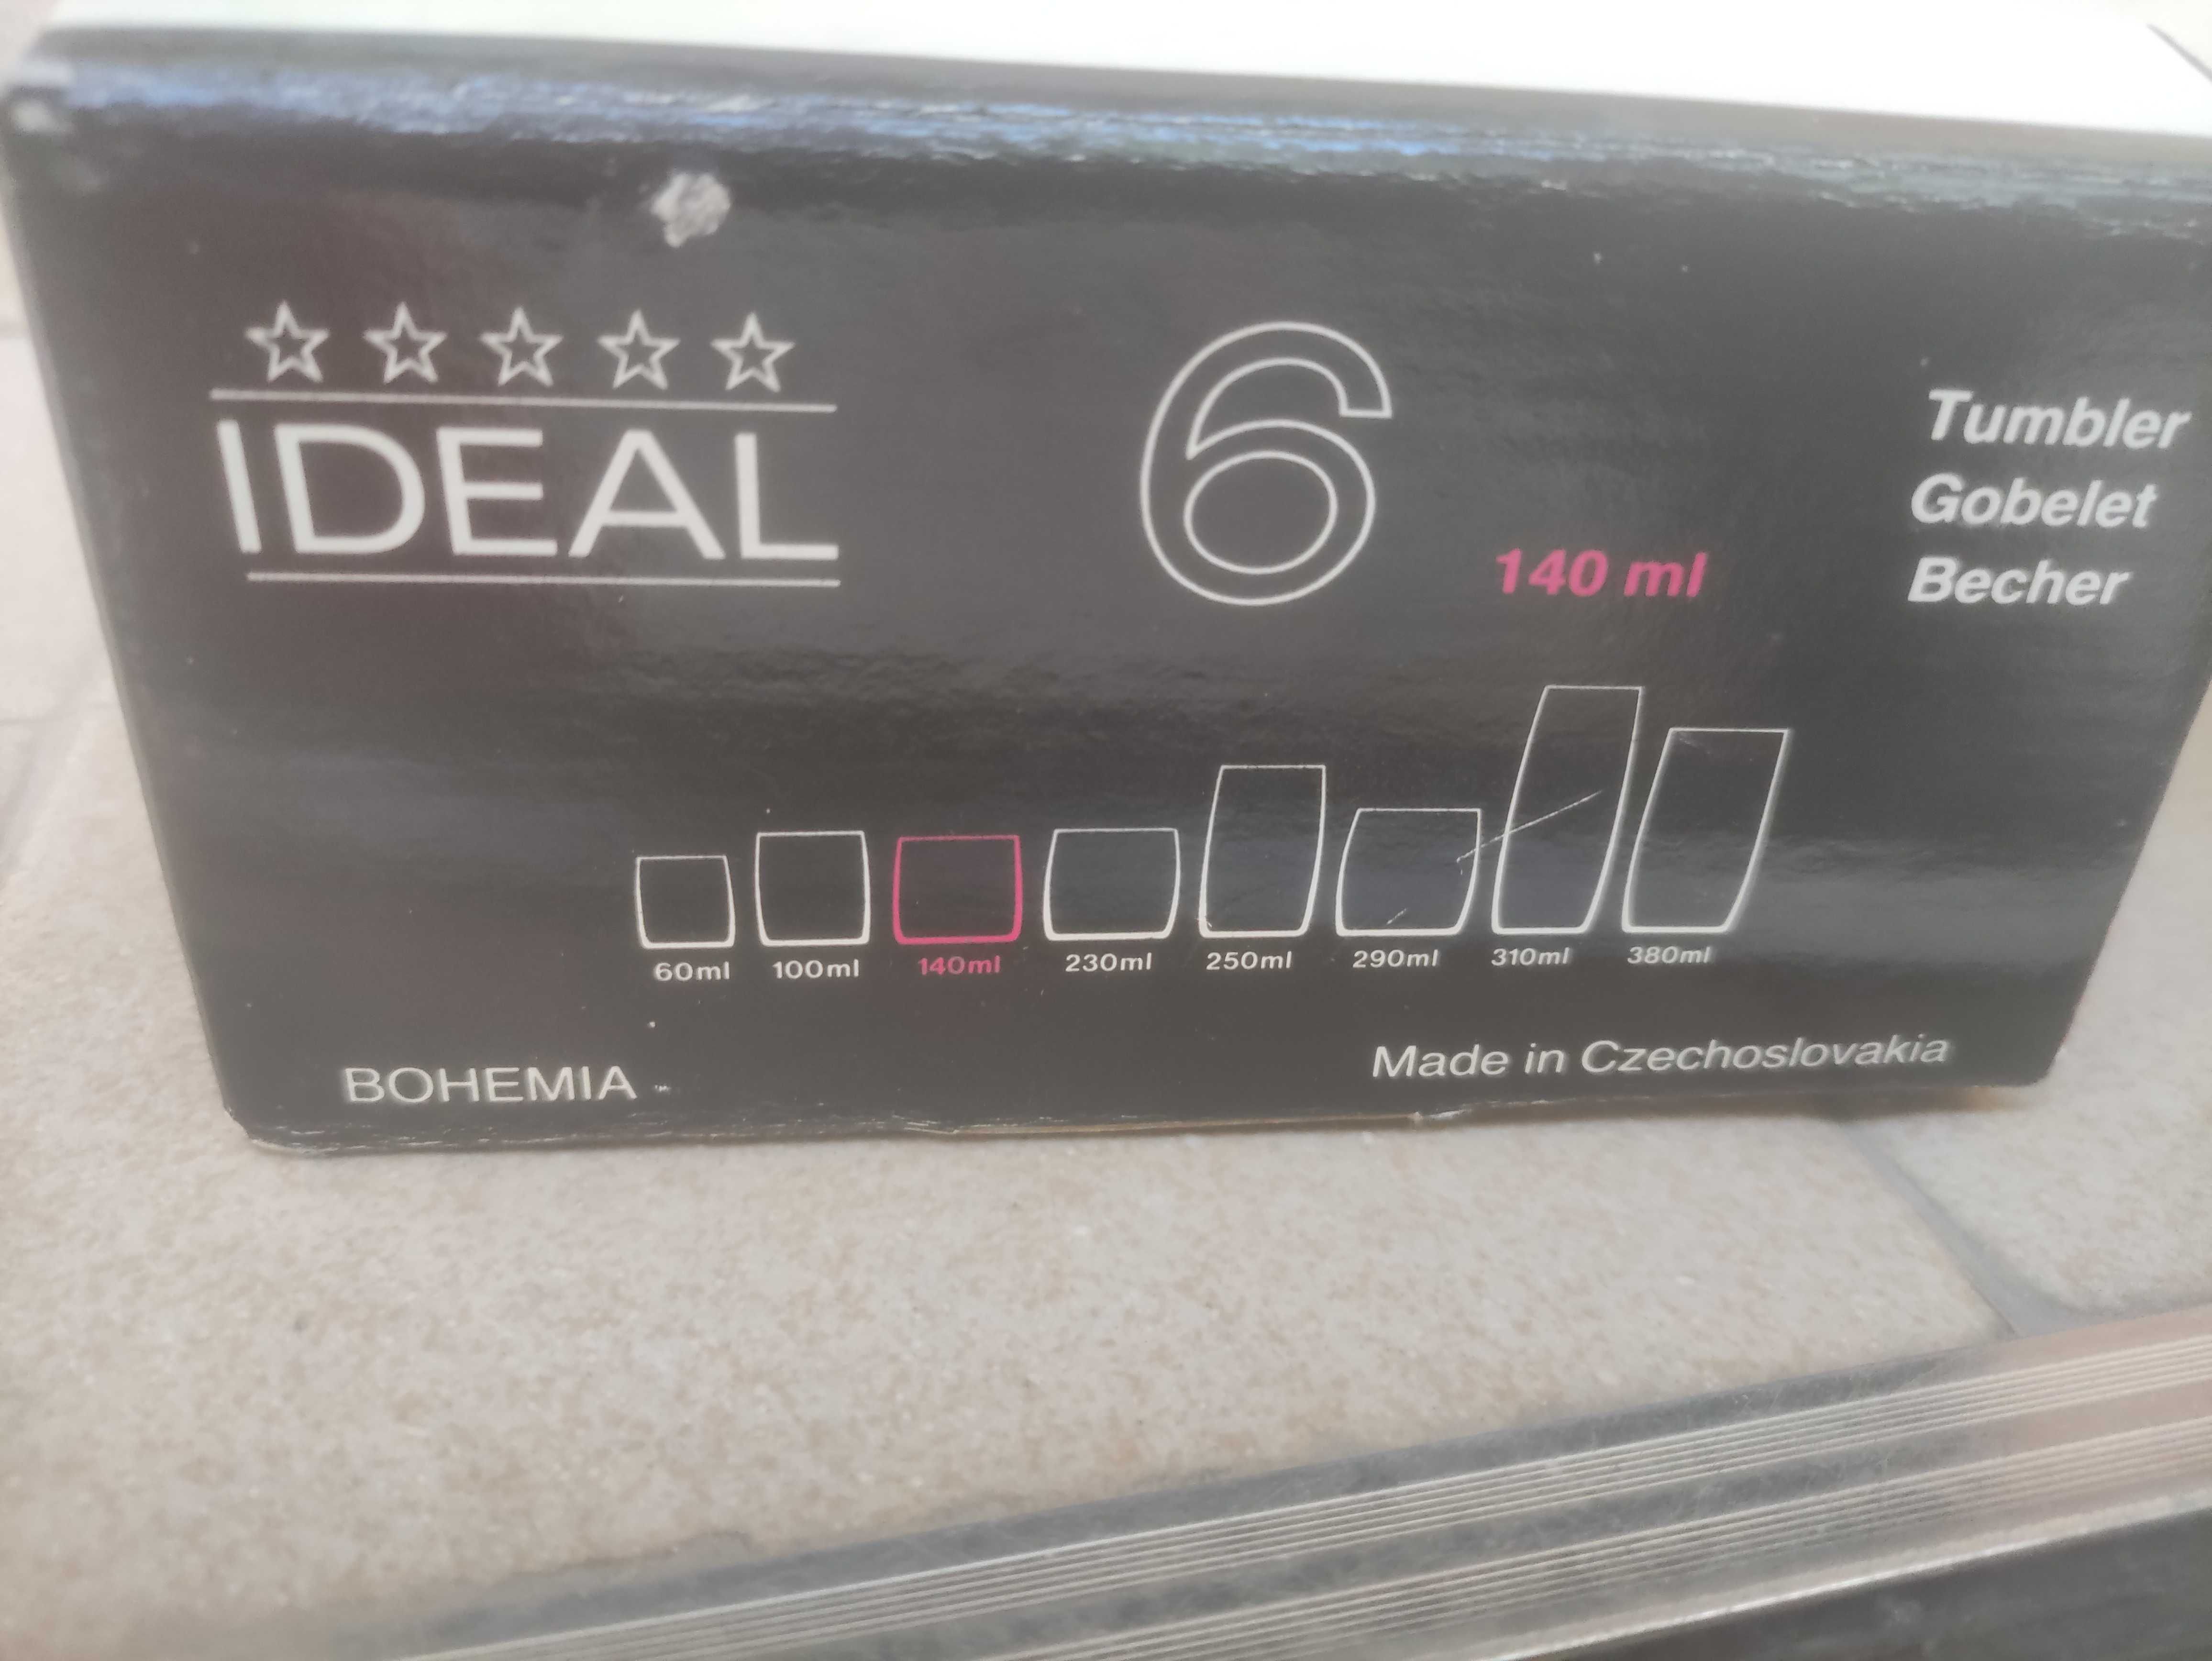 IDEAL
6
140 ml
Tumbler
Gobelet
Becher
60ml 100ml 140ml 230ml 250ml 290ml 310ml 380ml
BOHEMIA
Made in Czechoslovakia